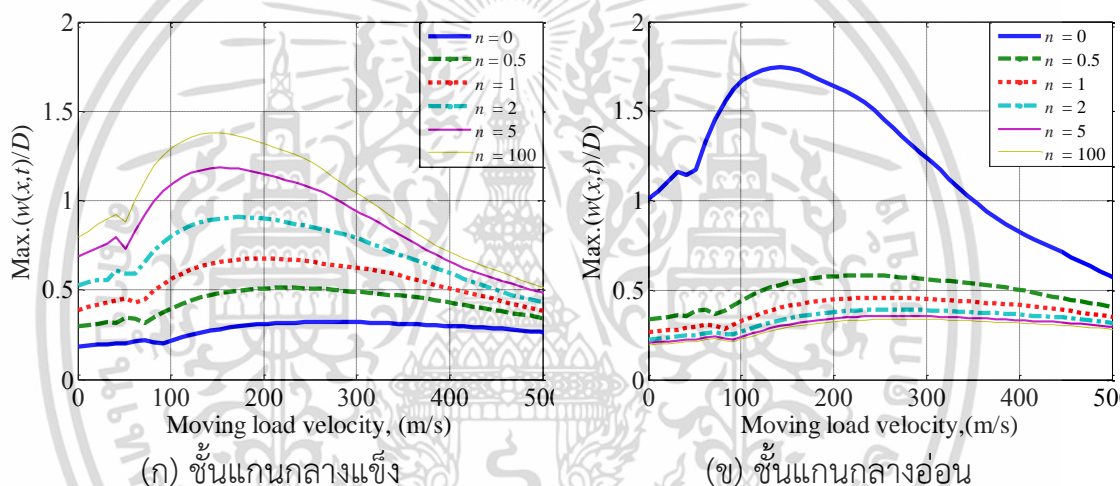 2
1.5
1
0.5
0
Max.(w(x,t)/D)
n = 0
n = 0.5
n = 1
n = 2
n = 5
n = 100
0 100 200 300 400 500
Moving load velocity, (m/s)
(ก) ชั้นแกนกลางแข็ง
2
1.5
1
0.5
0
Max.(w(x,t)/D)
n = 0
n = 0.5
n = 1
n = 2
n = 5
n = 100
0 100 200 300 400 500
Moving load velocity,(m/s)
(ข) ชั้นแกนกลางอ่อน